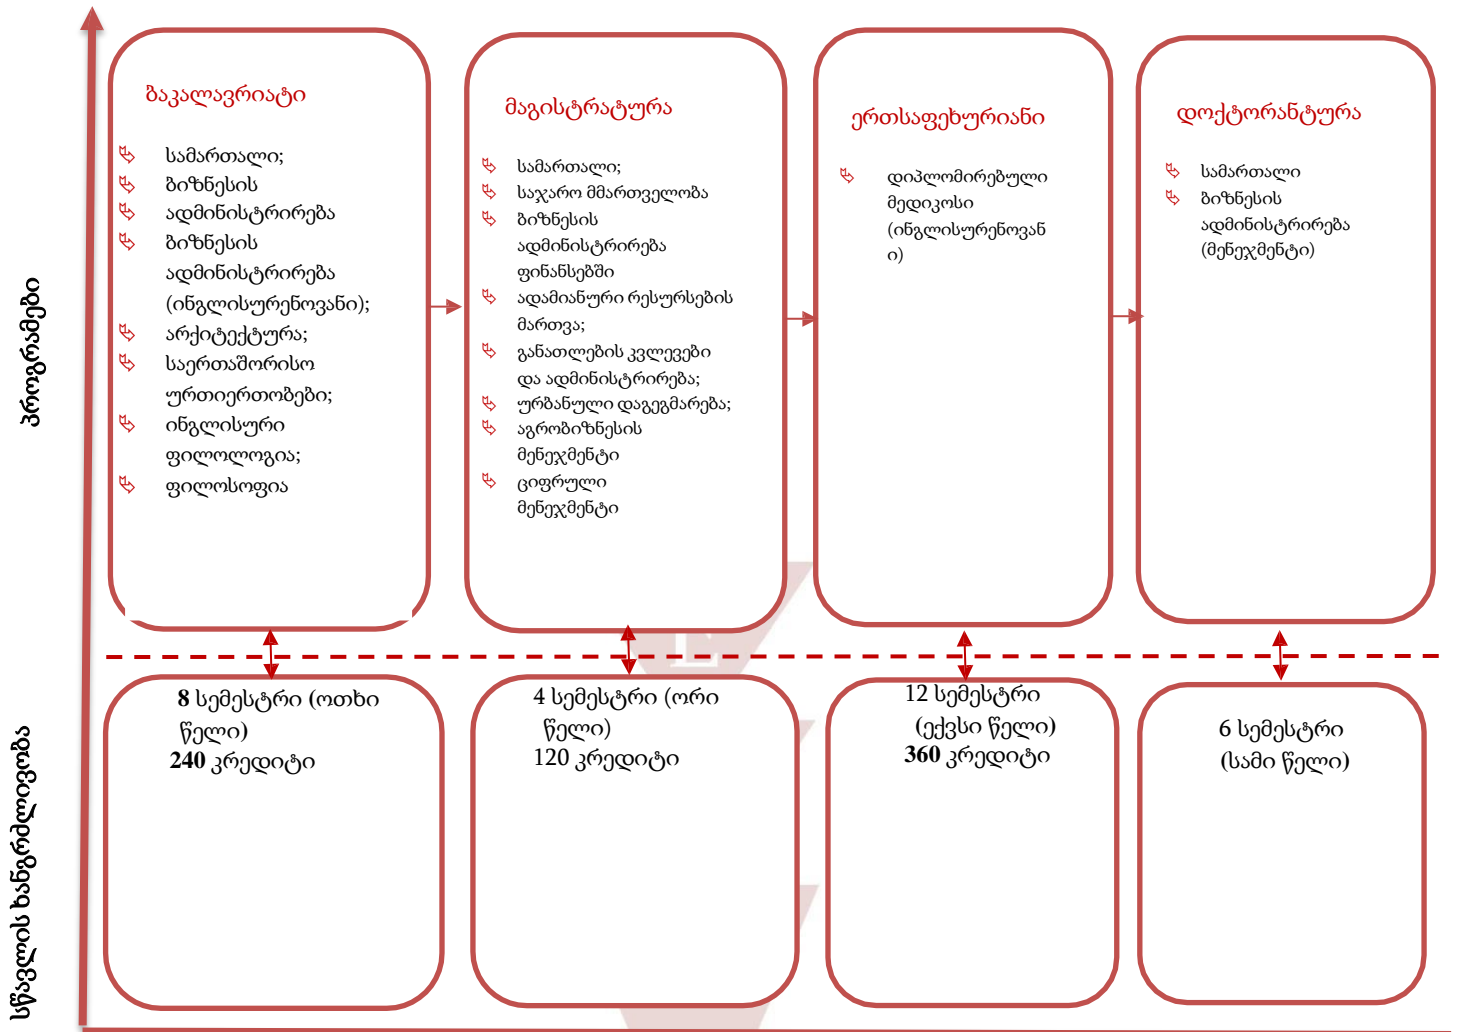 პროგრამები
ბაკალავრიატი
სამართალი;
ბიზნესის
ადმინისტრირება
ბიზნესის
ადმინისტრირება
(ინგლისურენოვანი);
არქიტექტურა;
საერთაშორისო
ურთიერთობები;
ინგლისური
ფილოლოგია;
ფილოსოფია
მაგისტრატურა
სამართალი;
საჯარო მმართველობა
ბიზნესის
ადმინისტრირება
ფინანსებში
ადამიანური რესურსების
მართვა;
განათლების კვლევები
და ადმინისტრირება;
ურბანული დაგეგმარება;
აგრობიზნესის
მენეჯმენტი
ციფრული
მენეჯმენტი
ერთსაფეხურიანი
დიპლომირებული
მედიკოსი
(ინგლისურენოვან
ი)
დოქტორანტურა
სამართალი
ბიზნესის
ადმინისტრირება
(მენეჯმენტი)
E
სწავლის ხანგრძლივობა
8 სემესტრი (ოთხი
წელი)
240 კრედიტი
4 სემესტრი (ორი
წელი)
120 კრედიტი
12 სემესტრი
(ექვსი წელი)
360 კრედიტი
6 სემესტრი
(სამი წელი)